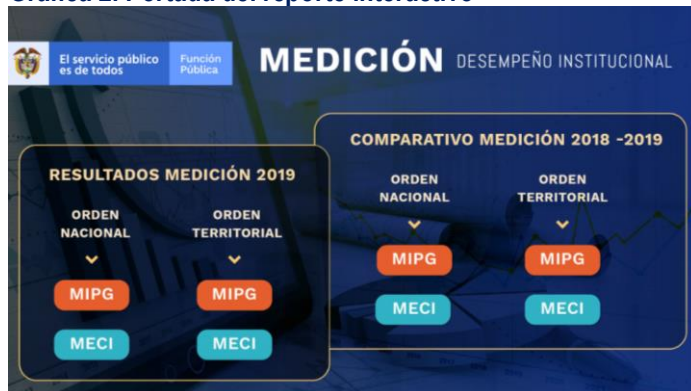 El servicio público
es de todos
Función
Pública
MEDICIÓN DESEMPEÑO INSTITUCIONAL
RESULTADOS MEDICIÓN 2019
ORDEN
NACIONAL
MIPG
MECI
ORDEN
TERRITORIAL
MIPG
MECI
COMPARATIVO MEDICIÓN 2018 -2019
ORDEN
NACIONAL
MIPG
MECI
ORDEN
TERRITORIAL
MIPG
MECI